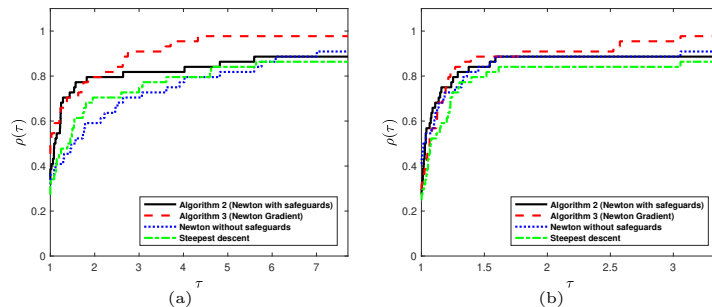 1
0.8
0.6
0.4
0.2
0
ρ(τ)
Algorithm 2 (Newton with safeguards)
Algorithm 3 (Newton Gradient)
Newton without safeguards
Steepest descent
1 2 3 4 5 6 7
τ
(a)
1
0.8
0.6
0.4
0.2
0
ρ(τ)
Algorithm 2 (Newton with safeguards)
Algorithm 3 (Newton Gradient)
Newton without safeguards
Steepest descent
1 1.5 2 2.5 3
τ
(b)